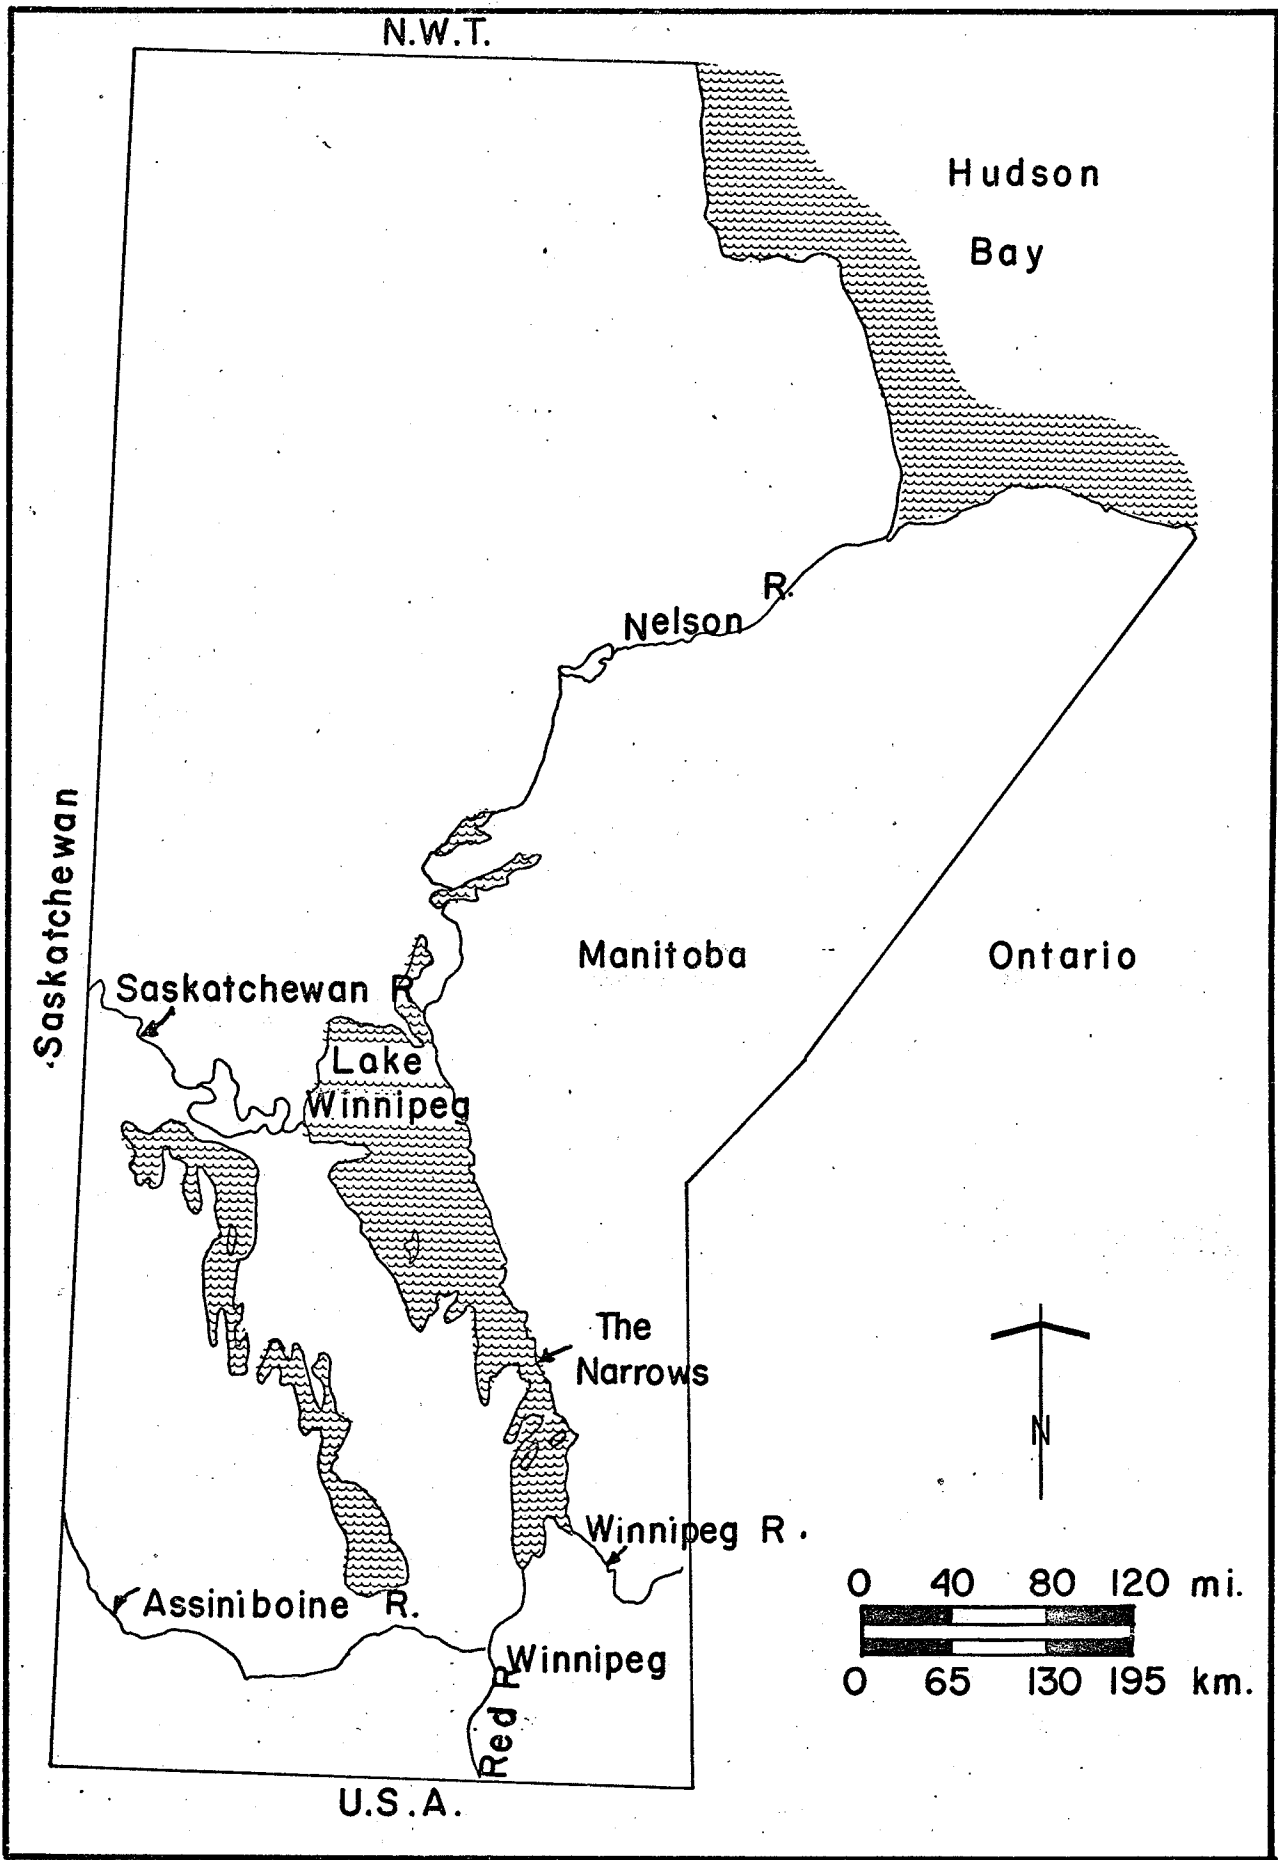 N.W.T.
Hudson
Bay
R.
Nelson
Saskatchewan
Manitoba
Ontario
Saskatchewan R
Lake
Winnipeg
The
Narrows
N
Winnipeg R.
0 40 80 120 mi.
Assiniboine R.
Winnipeg
0 65 130 195 km.
Red R
U.S.A.